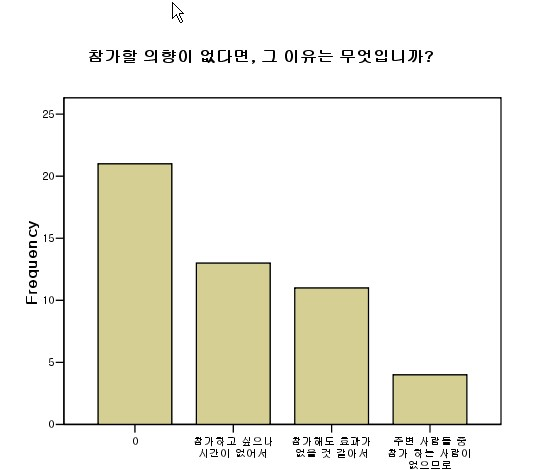 참가할 의향이 없다면, 그 이유는 무엇입니까?
25
20
15
10
5
0
Frequency
0
참가하고 싶으나
시간이 없어서
참가해도 효과가
없을 것 같아서
주변 사람들 중
참가 하는 사람이
없으므로